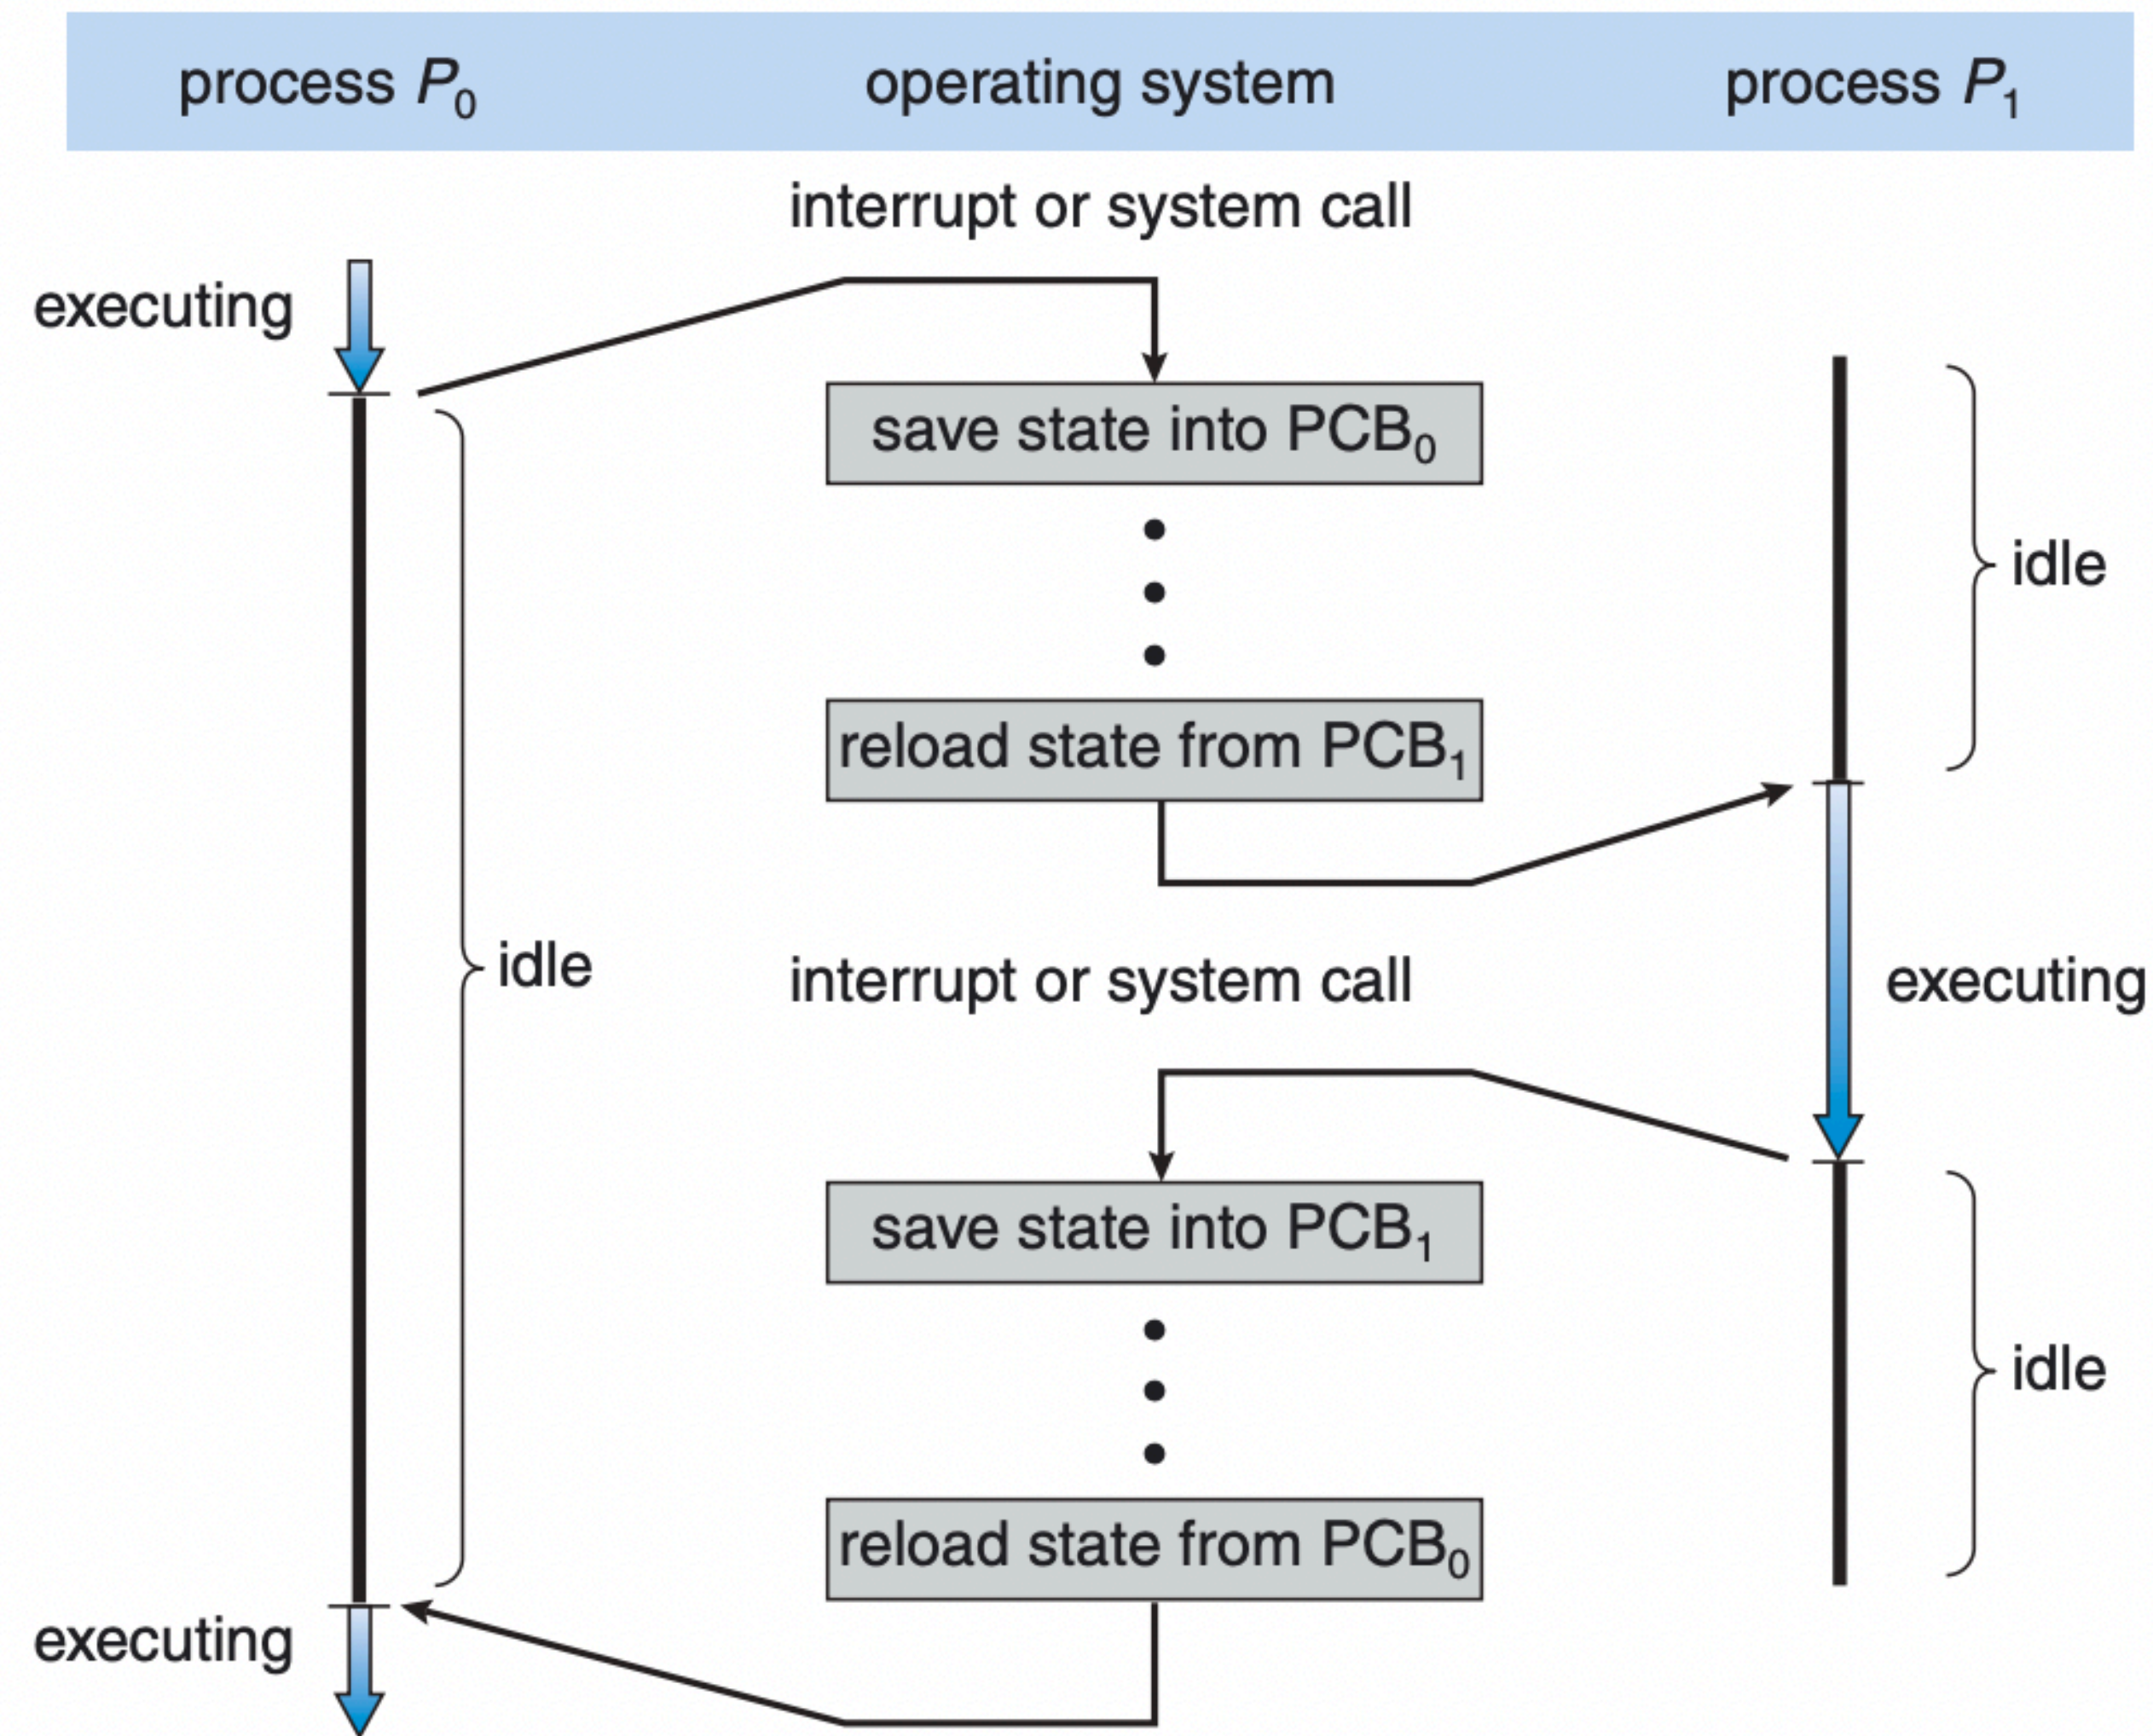 process P₀ operating system process P₁
interrupt or system call
executing
save state into PCB₀
idle
reload state from PCB₁
idle
interrupt or system call
executing
save state into PCB₁
idle
reload state from PCB₀
executing